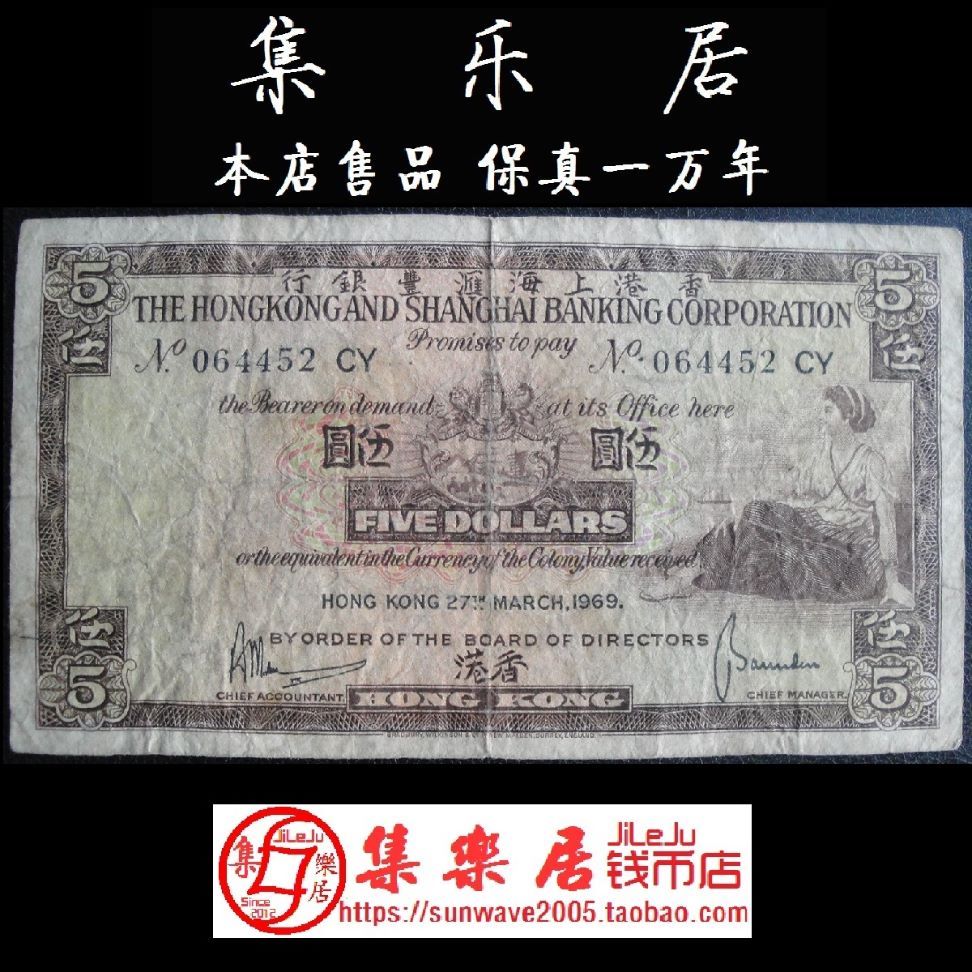 集乐居
本店售品 保真一万年
5 5
行銀豐滙海上港香
THE HONGKONG AND SHANGHAI BANKING CORPORATION
伍 伍
Promises to pay
Nº 064452 CY Nº 064452 CY
the Bearer on demand at its Office here
圓伍 圓伍
FIVE DOLLARS
or the equivalent in the Currency of the Colony, Value received.
HONG KONG 27TH MARCH, 1969.
伍 伍
BY ORDER OF THE BOARD OF DIRECTORS
港香
5 5
CHIEF ACCOUNTANT. HONG KONG CHIEF MANAGER.
JiLeJu
集樂居
Since 2012
集樂居
JiLeJu
钱币店
https://sunwave2005.taobao.com